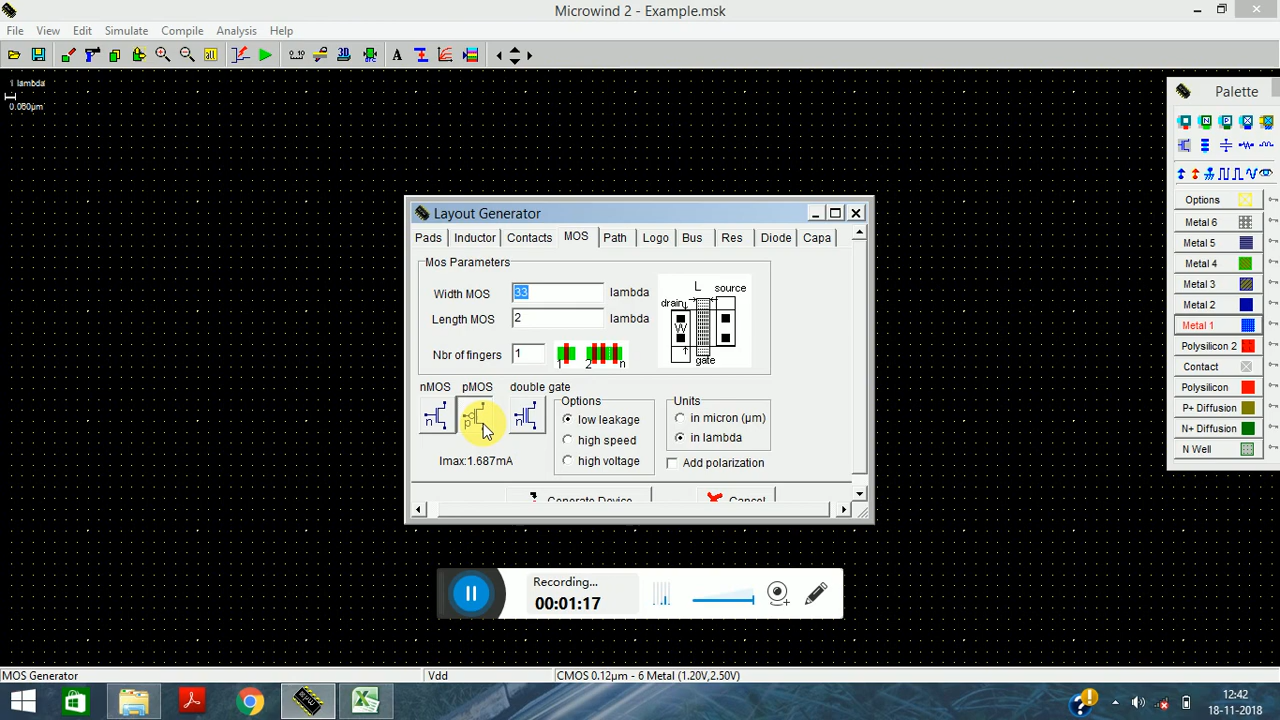 Microwind 2 - Example.msk
File View Edit Simulate Compile Analysis Help
1 lambda
0.060µm
Palette
Options
Metal 6
Metal 5
Metal 4
Metal 3
Metal 2
Metal 1
Polysilicon 2
Contact
Polysilicon
P+ Diffusion
N+ Diffusion
N Well
Layout Generator
Pads Inductor Contacts MOS Path Logo Bus Res Diode Capa
Mos Parameters
Width MOS 33 lambda
Length MOS 2 lambda
Nbr of fingers 1
1 2 n
L source
drain
W
gate
nMOS pMOS double gate
n p n
Imax:1.687mA
Options
low leakage
high speed
high voltage
Units
in micron (µm)
in lambda
Add polarization
Generate Device Cancel
Recording...
00:01:17
MOS Generator Vdd CMOS 0.12µm - 6 Metal (1.20V,2.50V)
12:42
18-11-2018